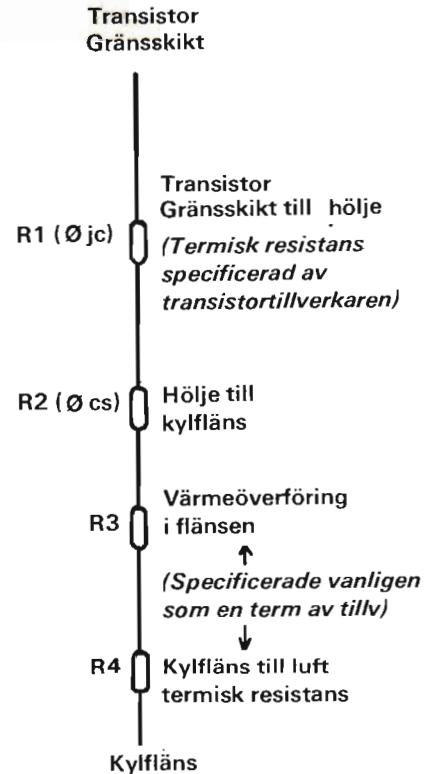 Transistor
Gränsskikt
Transistor
Gränsskikt till hölje
R1 (Ø jc)
(Termisk resistans
specificerad av
transistortillverkaren)
R2 (Ø cs)
Hölje till
kylfläns
Värmeöverföring
R3
i flänsen
(Specificerade vanligen
som en term av tillv)
R4
Kylfläns till luft
termisk resistans
Kylfläns